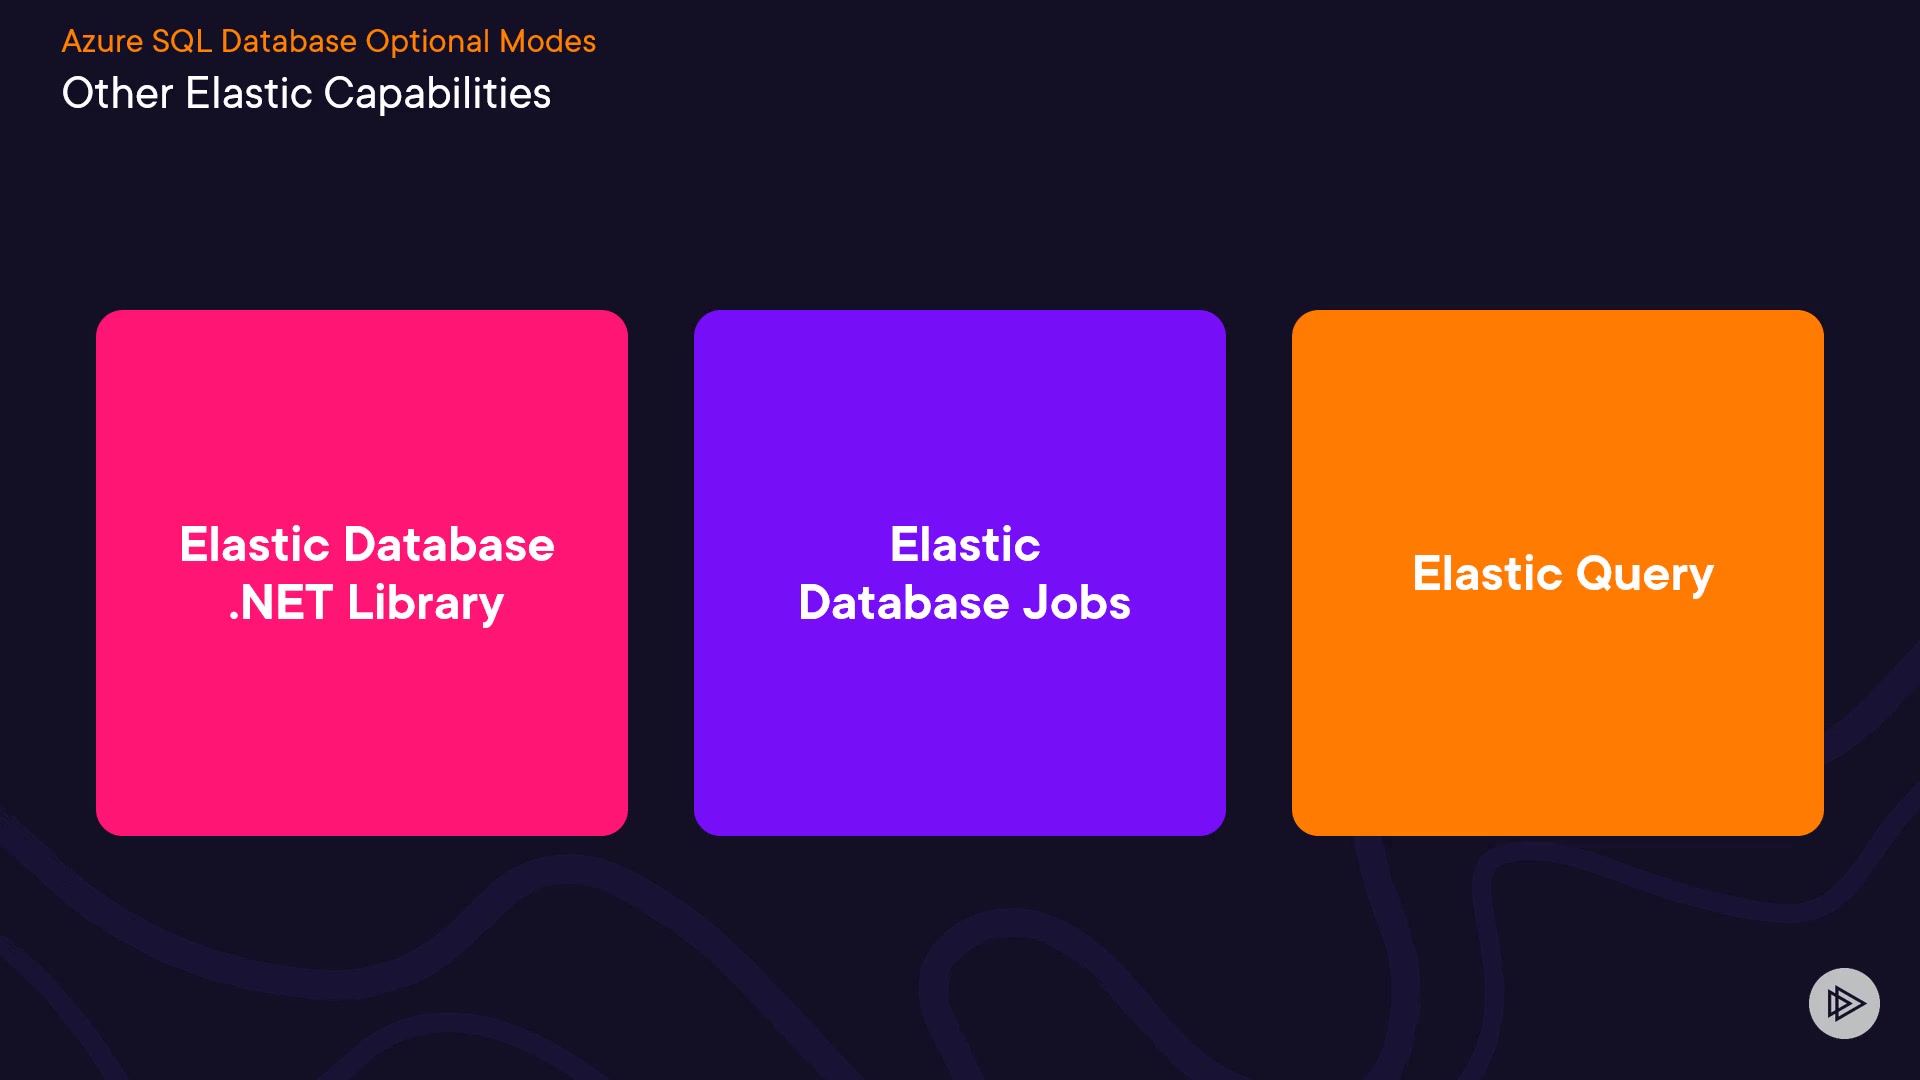 Azure SQL Database Optional Modes
Other Elastic Capabilities
Elastic Database
.NET Library
Elastic
Database Jobs
Elastic Query